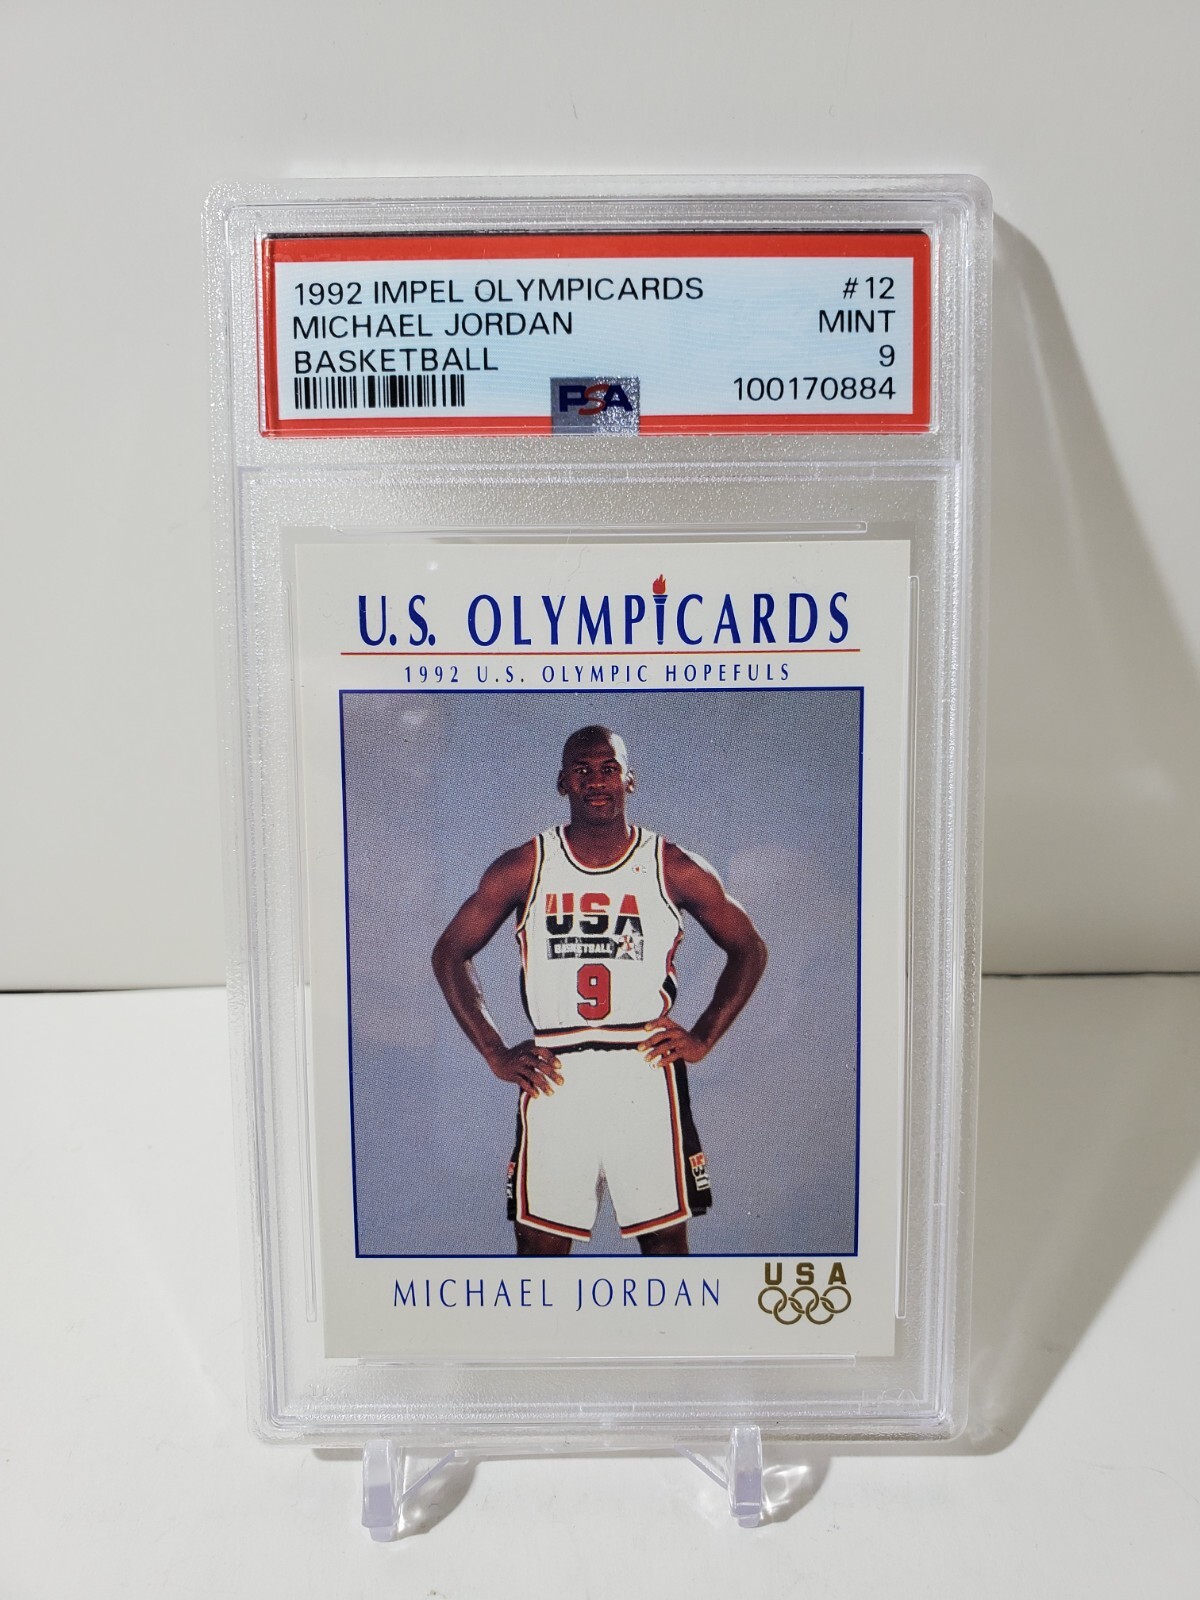 1992 IMPEL OLYMPICARDS #12
MICHAEL JORDAN MINT
BASKETBALL 9
PSA 100170884
U.S. OLYMPICARDS
1992 U.S. OLYMPIC HOPEFULS
USA
BASKETBALL
9
USA
MICHAEL JORDAN
USA